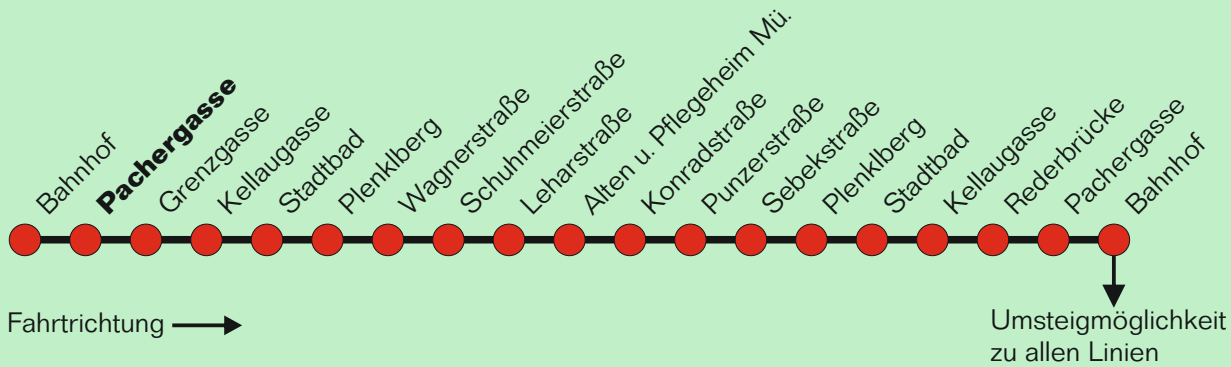 Bahnhof
Pachergasse
Grenzgasse
Kellaugasse
Stadtbad
Plenklberg
Wagnerstraße
Schuhmeierstraße
Leharstraße
Alten u. Pflegeheim Mü.
Konradstraße
Punzerstraße
Sebekstraße
Plenklberg
Stadtbad
Kellaugasse
Rederbrücke
Pachergasse
Bahnhof
Fahrtrichtung
Umsteigmöglichkeit
zu allen Linien